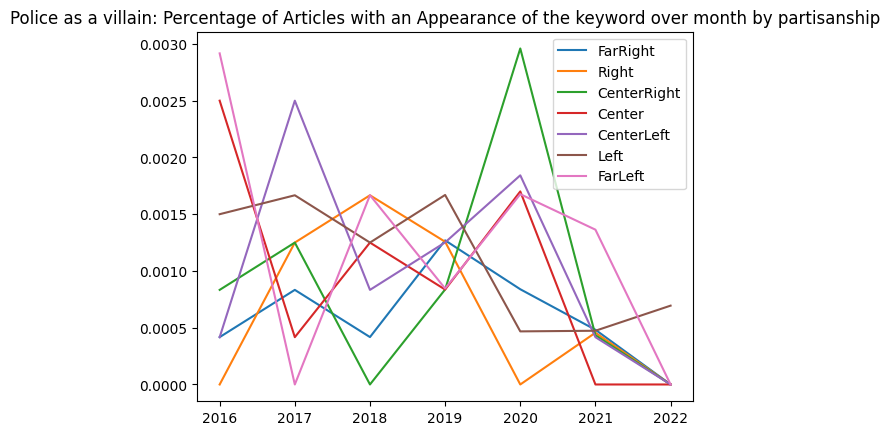 Police as a villain: Percentage of Articles with an Appearance of the keyword over month by partisanship
0.0030
0.0025
0.0020
0.0015
0.0010
0.0005
0.0000
FarRight
Right
CenterRight
Center
CenterLeft
Left
FarLeft
2016 2017 2018 2019 2020 2021 2022